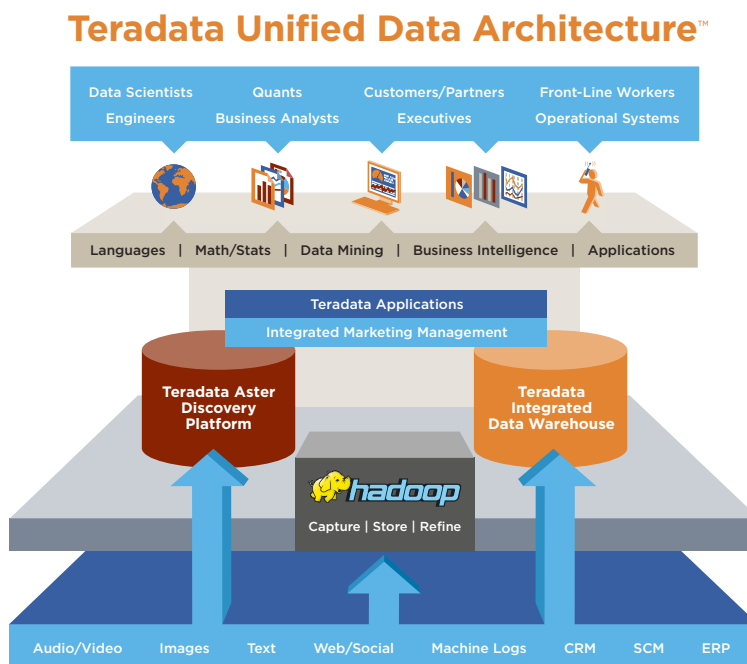 Teradata Unified Data Architecture™
Data Scientists Quants Customers/Partners Front-Line Workers
Engineers Business Analysts Executives Operational Systems
Languages | Math/Stats | Data Mining | Business Intelligence | Applications
Teradata Applications
Integrated Marketing Management
Teradata Aster
Discovery
Platform
Teradata
Integrated
Data Warehouse
hadoop
Capture | Store | Refine
Audio/Video Images Text Web/Social Machine Logs CRM SCM ERP